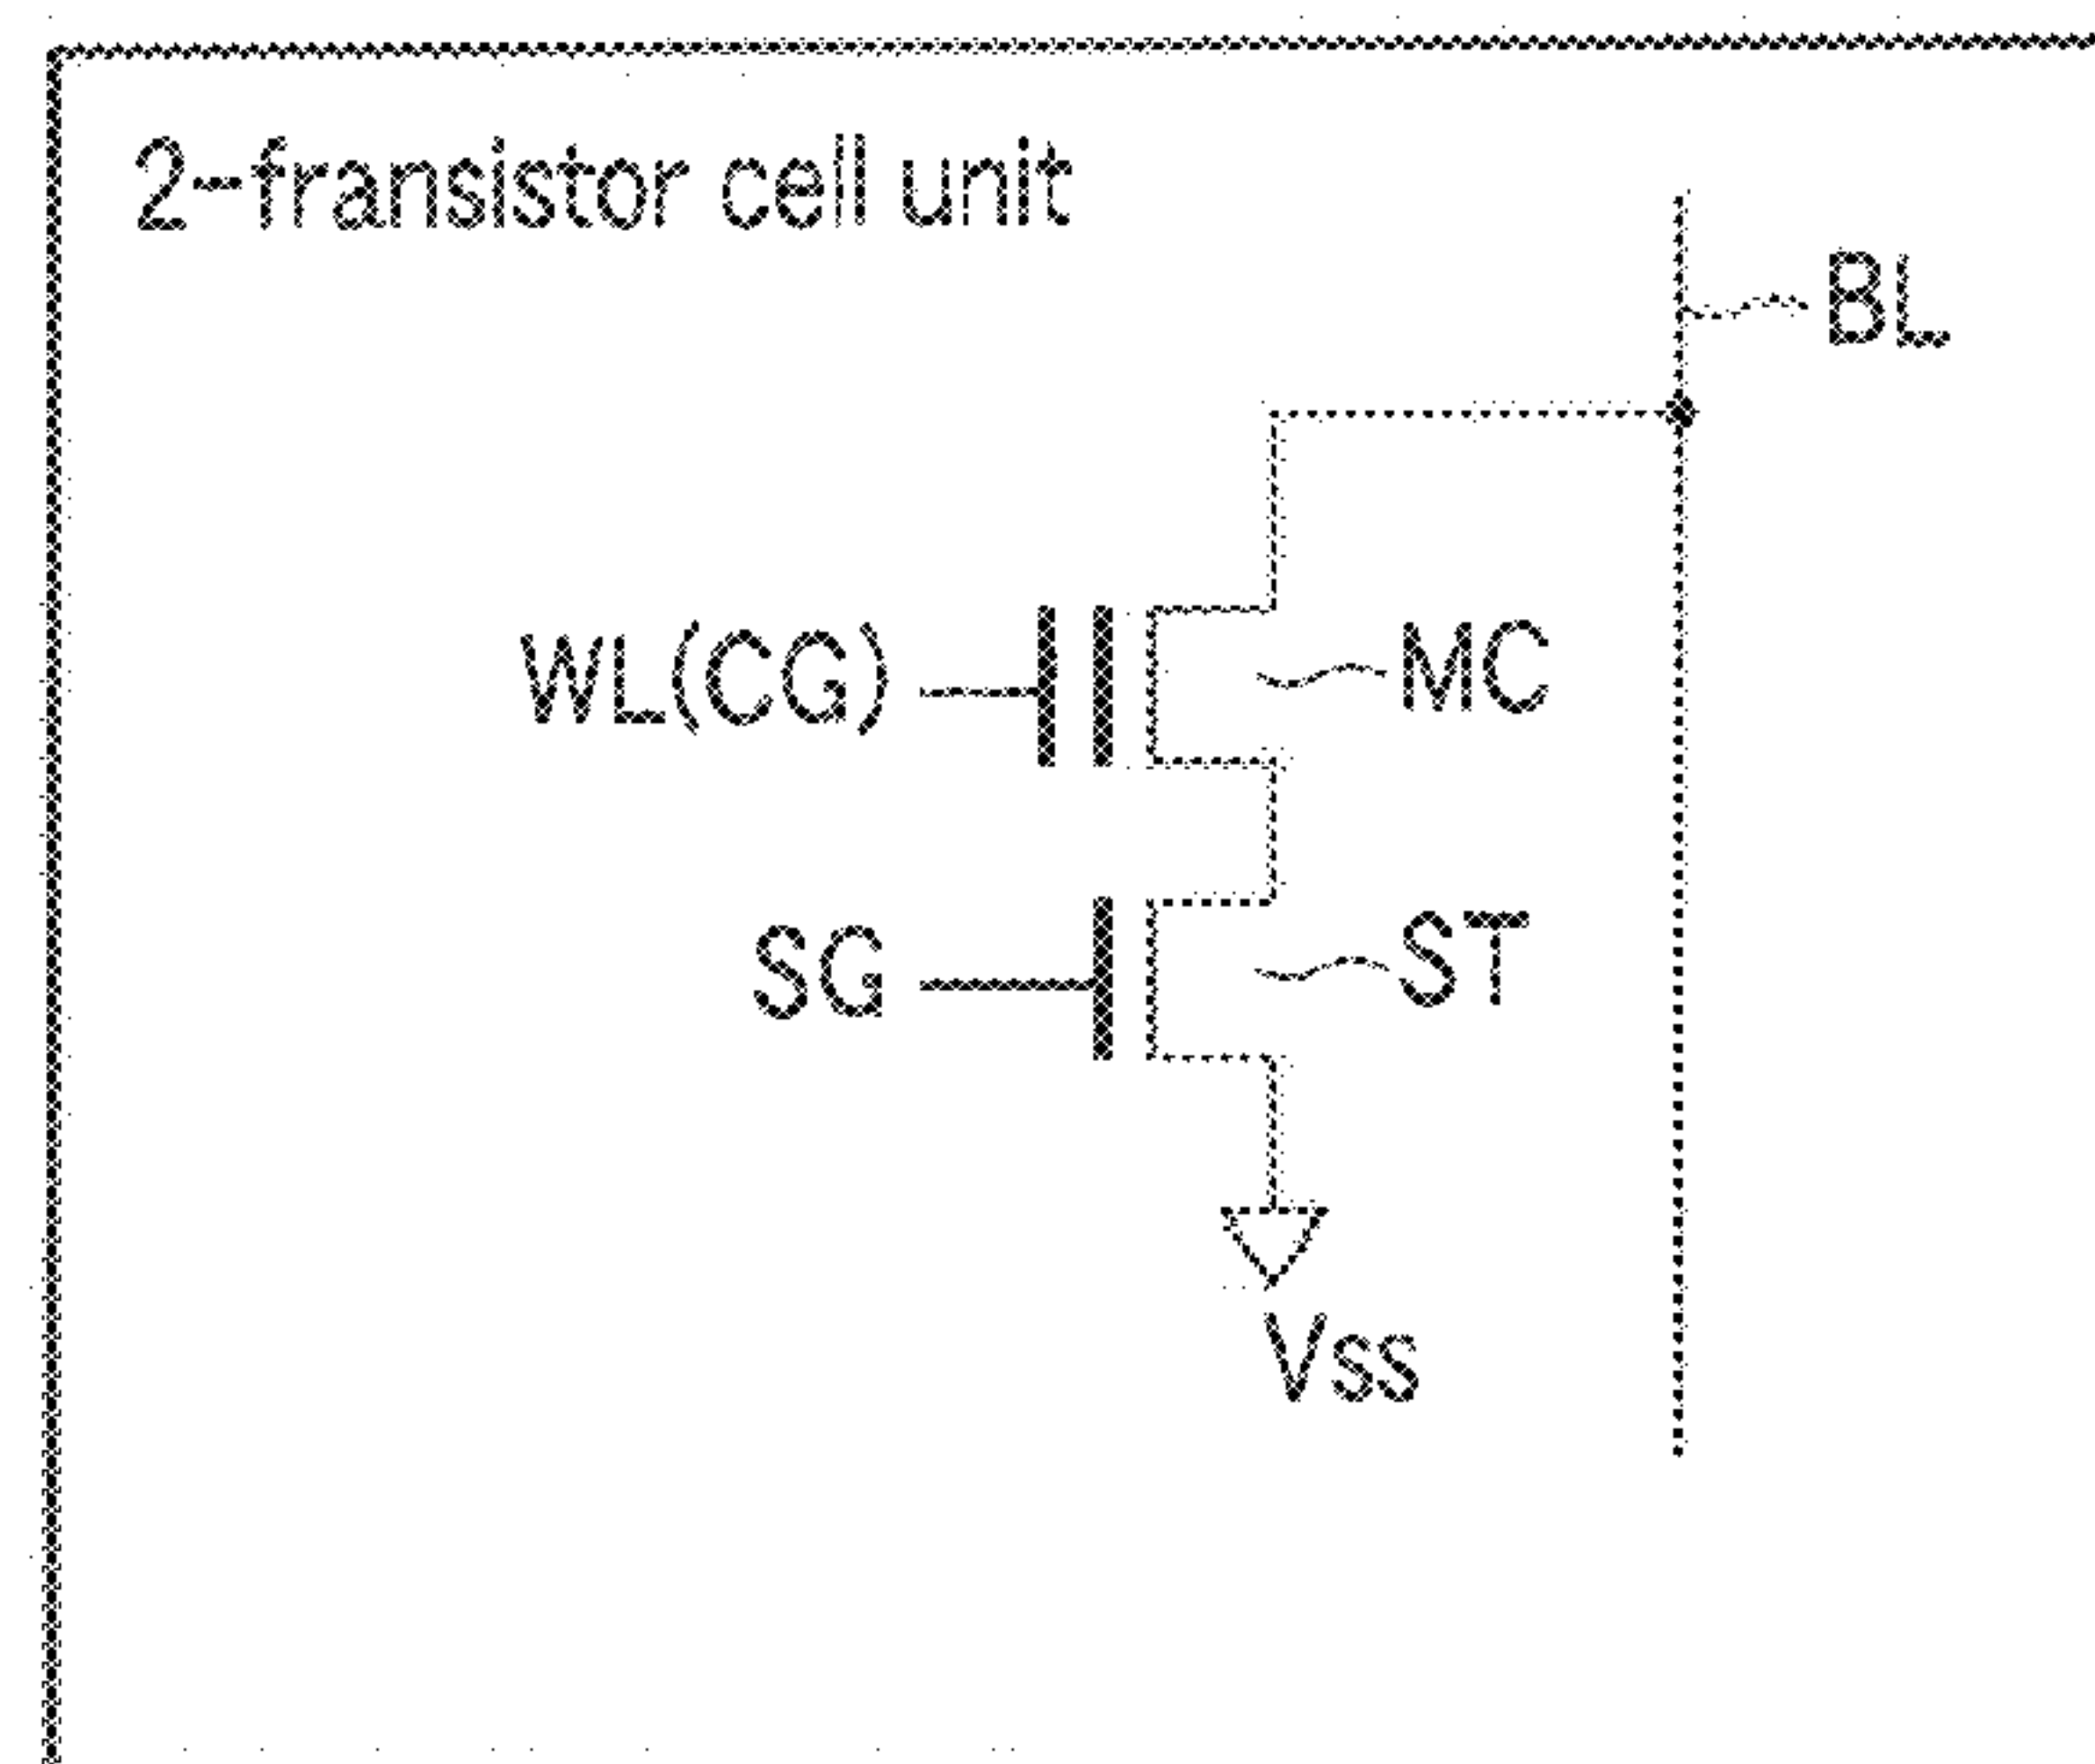 2-fransistor cell unit
BL
WL(CG)
MC
SG
ST
Vss